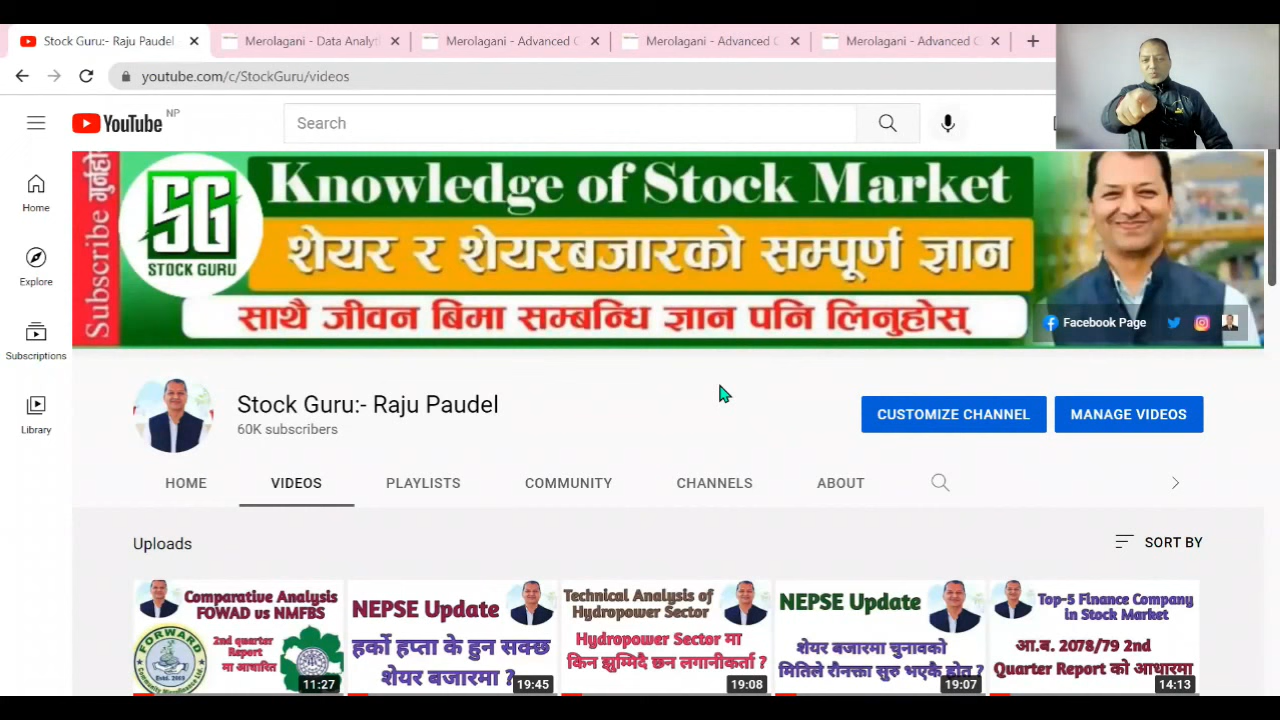 Stock Guru:- Raju Paudel
Merolagani - Data Analyt
Merolagani - Advanced C
Merolagani - Advanced C
Merolagani - Advanced C
youtube.com/c/StockGuru/videos
YouTube NP
Search
Home
Explore
Subscriptions
Library
Subscribe गर्नुहोस्
SG
STOCK GURU
Knowledge of Stock Market
शेयर र शेयरबजारको सम्पूर्ण ज्ञान
साथै जीवन बिमा सम्बन्धि ज्ञान पनि लिनुहोस्
Facebook Page
Stock Guru:- Raju Paudel
60K subscribers
CUSTOMIZE CHANNEL
MANAGE VIDEOS
HOME
VIDEOS
PLAYLISTS
COMMUNITY
CHANNELS
ABOUT
Uploads
SORT BY
Comparative Analysis
FOWAD vs NMFBS
2nd quarter
Report
मा आधारित
FORWARD
11:27
NEPSE Update
हर्को हप्ता के हुन सक्छ
शेयर बजारमा ?
19:45
Technical Analysis of
Hydropower Sector
Hydropower Sector मा
किन झुम्मिदै छन लगानीकर्ता ?
19:08
NEPSE Update
शेयर बजारमा चुनावको
मितिले रौनक्ता सुरु भएकै होत ?
19:07
Top-5 Finance Company
in Stock Market
आ.ब. 2078/79 2nd
Quarter Report को आधारमा
14:13